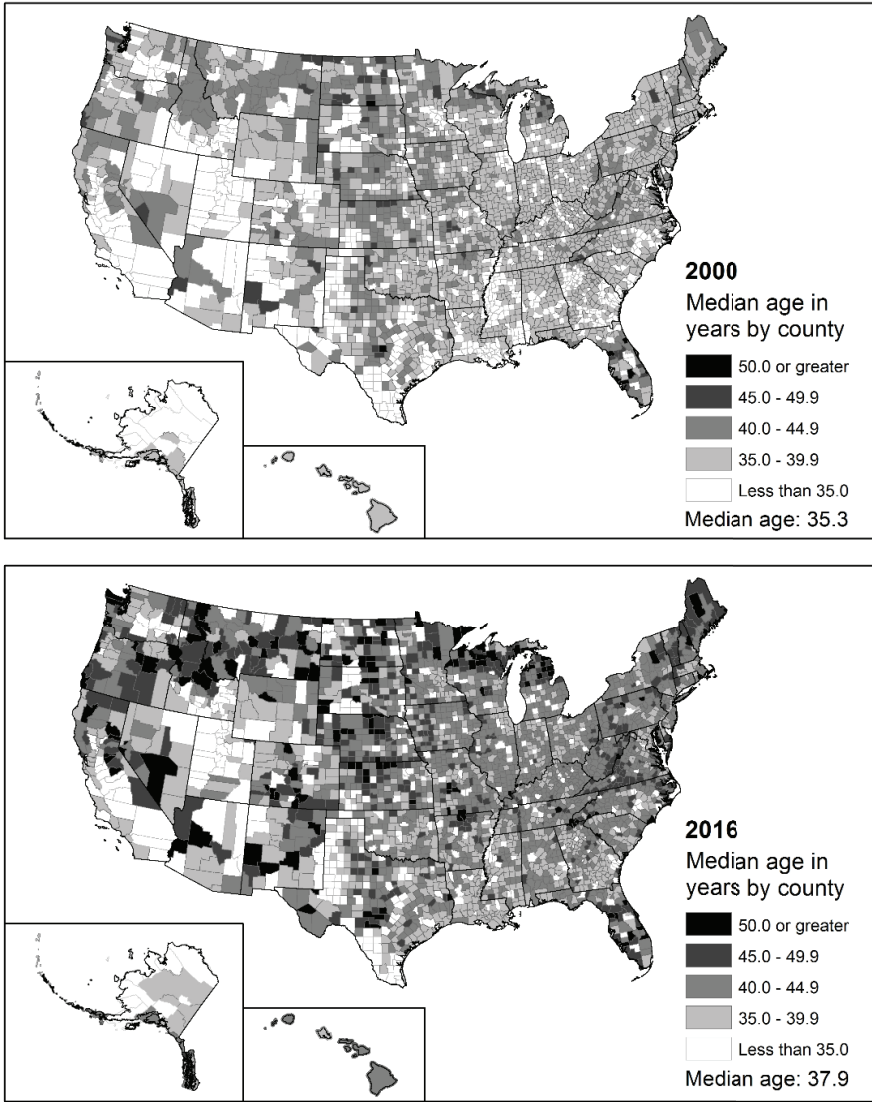 2000
Median age in
years by county
50.0 or greater
45.0 - 49.9
40.0 - 44.9
35.0 - 39.9
Less than 35.0
Median age: 35.3
2016
Median age in
years by county
50.0 or greater
45.0 - 49.9
40.0 - 44.9
35.0 - 39.9
Less than 35.0
Median age: 37.9